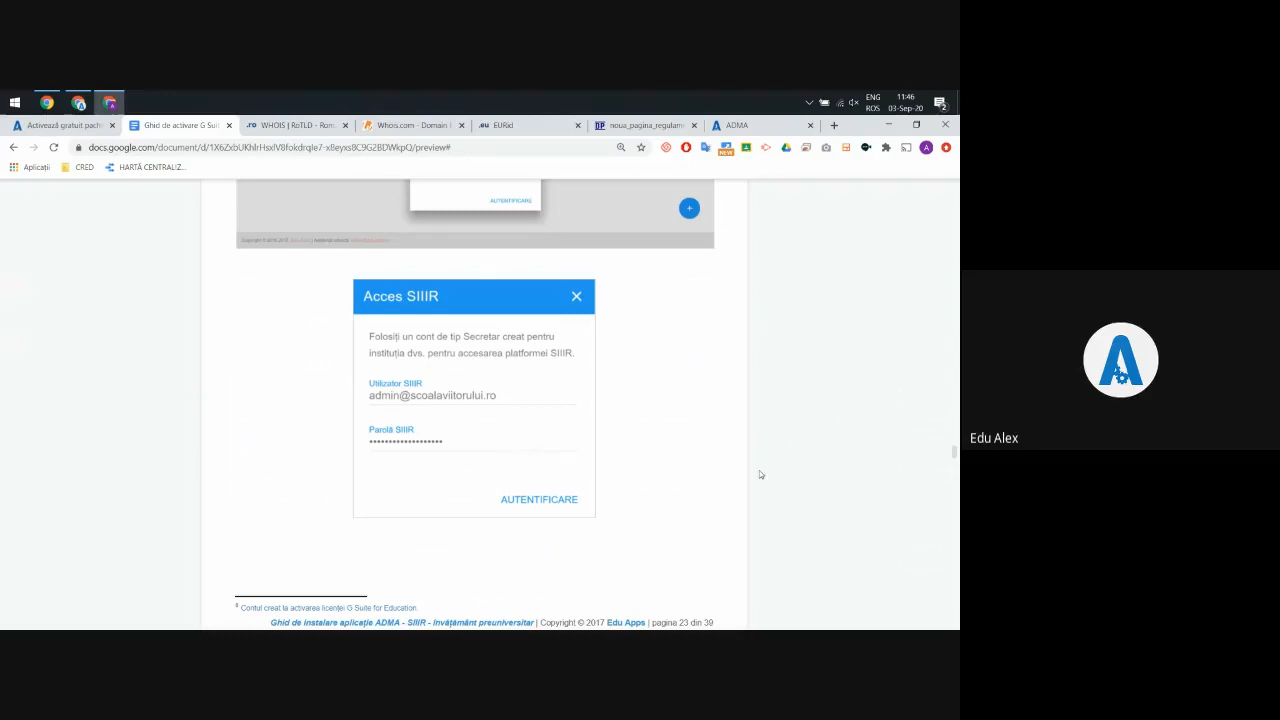 ENG
ROS
11:46
03-Sep-20
2
Activează gratuit pach
Ghid de activare G Suit
WHOIS | RoTLD - Rom
Whois.com - Domain
EURid
noua_pagina_regulam
ADMA
docs.google.com/document/d/
/preview#
NEW
A
Aplicații
CRED
HARTĂ CENTRALIZ...
AUTENTIFICARE
Acces SIIIR
Folosiți un cont de tip Secretar creat pentru
instituția dvs. pentru accesarea platformei SIIIR.
Utilizator SIIIR
admin@scoalaviitorului.ro
Parolă SIIIR
AUTENTIFICARE
Contul creat la activarea licenței G Suite for Education.
Ghid de instalare aplicație ADMA - SIIIR - învățământ preuniversitar | Copyright © 2017 Edu Apps | pagina 23 din 39
Edu Alex